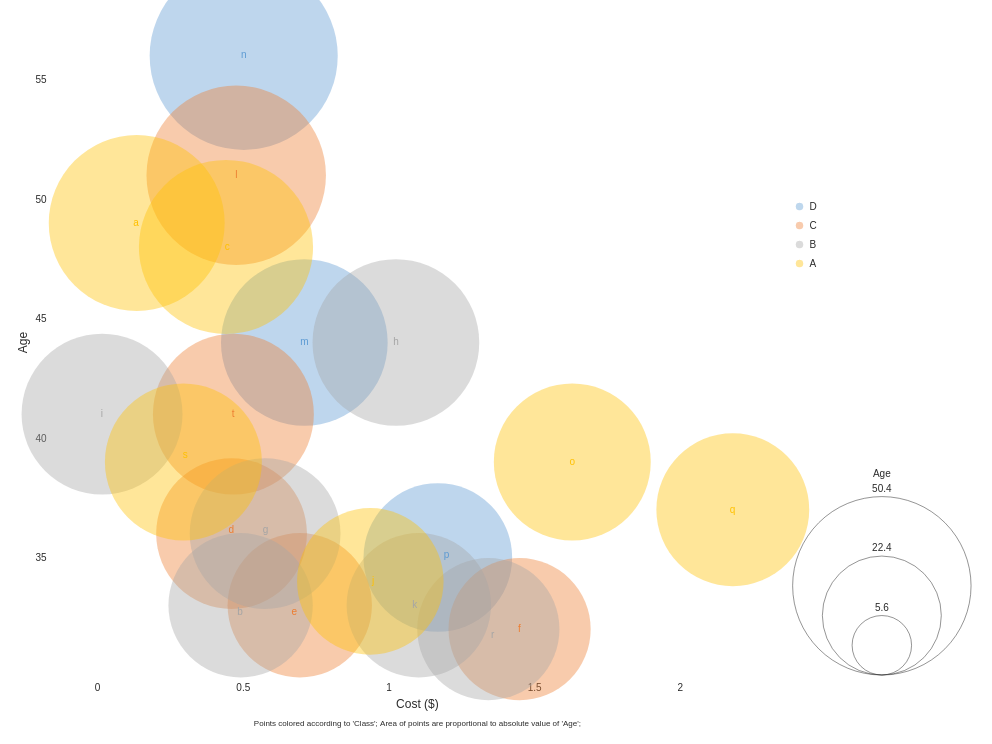 n
55
l
50
D
a
C
c
B
A
45
Age
m
h
i
t
40
s
o
Age
50.4
q
d
g
22.4
35
p
5.6
k
b
e
f
r
0
0.5
1
1.5
2
Cost ($)
Points colored according to 'Class'; Area of points are proportional to absolute value of 'Age';